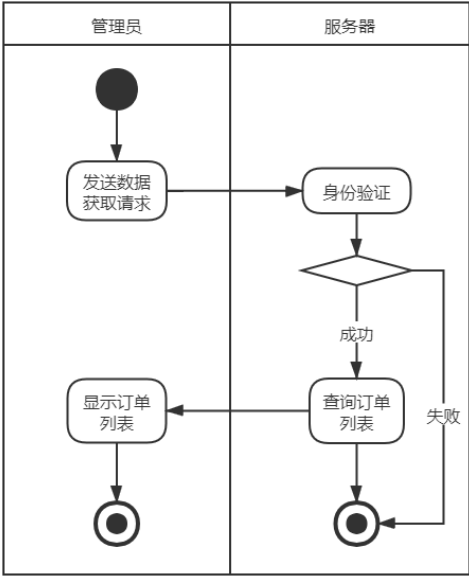 管理员
服务器
发送数据
获取请求
身份验证
成功
显示订单
列表
查询订单
列表
失败